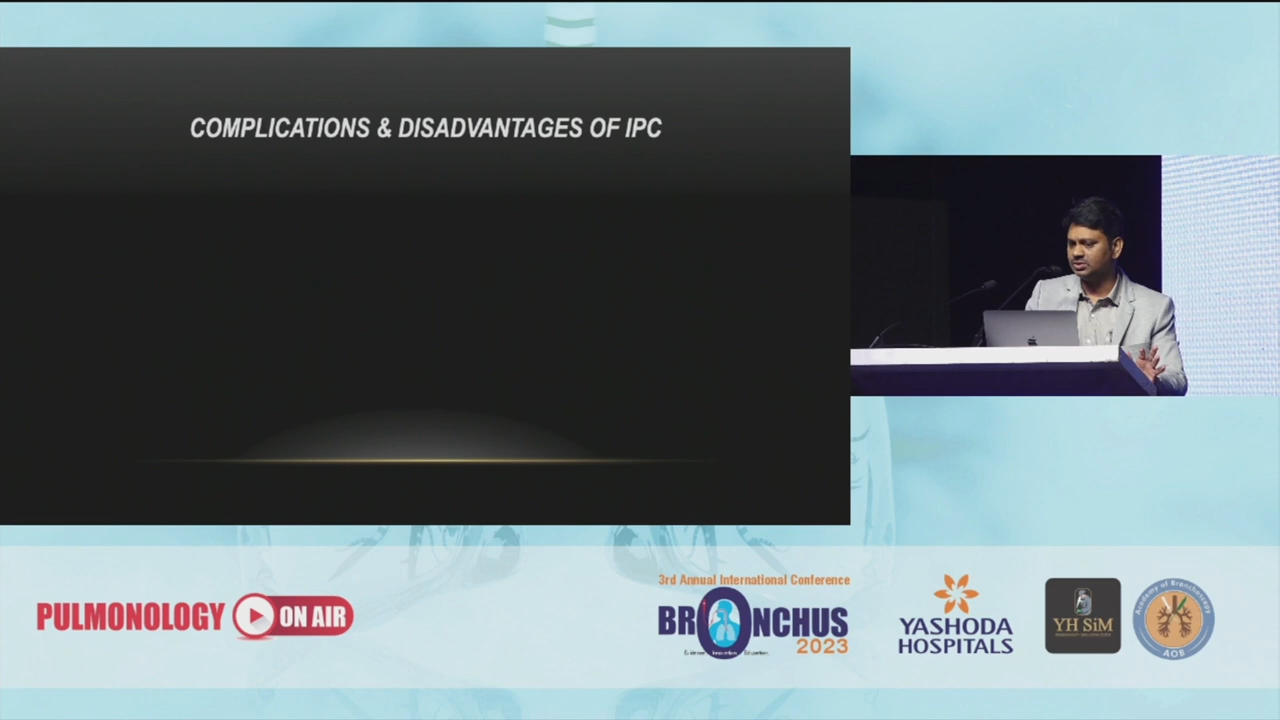 COMPLICATIONS & DISADVANTAGES OF IPC
PULMONOLOGY ON AIR
3rd Annual International Conference
BRONCHUS
2023
YASHODA
HOSPITALS
YH SiM
Academy of Bronchoscopy
AOB